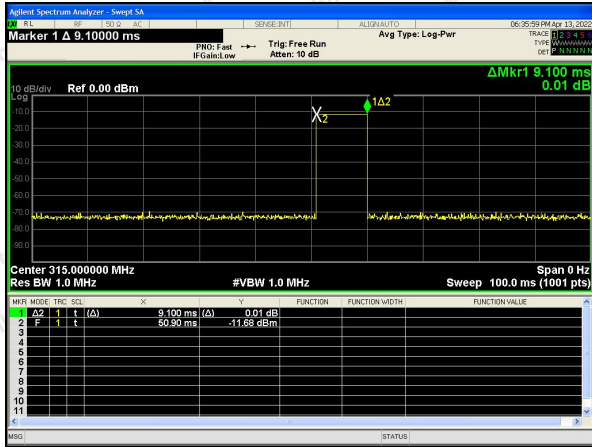 Agilent Spectrum Analyzer - Swept SA
RL RF 50 Ω AC SENSE:INT ALIGNAUTO 06:35:59 PM Apr 13, 2022
Marker 1 Δ 9.10000 ms
Avg Type: Log-Pwr
TRACE 1 2 3 4 5 6
PNO: Fast Trig: Free Run
TYPE WWWWWW
IFGain:Low Atten: 10 dB
DET P N N N N N
ΔMkr1 9.100 ms
0.01 dB
10 dB/div Ref 0.00 dBm
Log
1Δ2
-10.0
X2
-20.0
-30.0
-40.0
-50.0
-60.0
-70.0
-80.0
-90.0
Center 315.000000 MHz Span 0 Hz
Res BW 1.0 MHz #VBW 1.0 MHz Sweep 100.0 ms (1001 pts)
MKR MODE TRC SCL X Y FUNCTION FUNCTION WIDTH FUNCTION VALUE
1 Δ2 1 t (Δ) 9.100 ms (Δ) 0.01 dB
2 F 1 t 50.90 ms -11.68 dBm
3
4
5
6
7
8
9
10
11
MSG STATUS